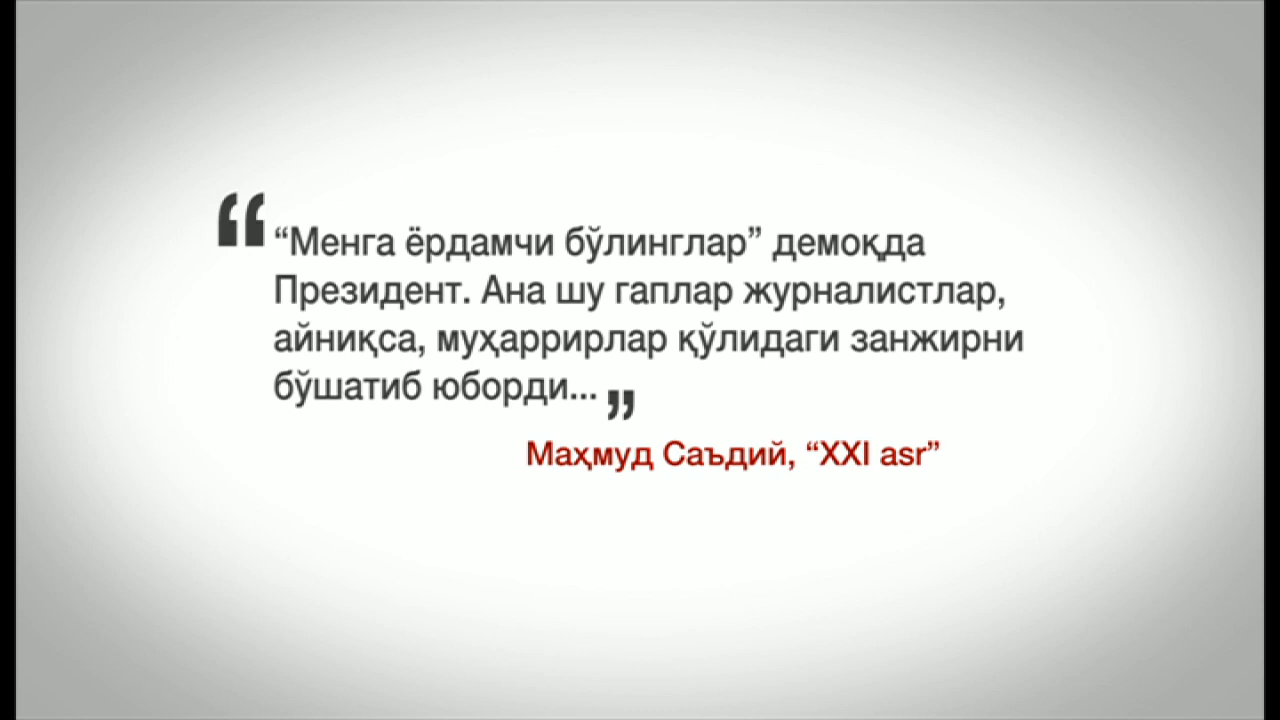 “
“Менга ёрдамчи бўлинглар” демоқда
Президент. Ана шу гаплар журналистлар,
айниқса, муҳаррирлар қўлидаги занжирни
бўшатиб юборди... ”
Маҳмуд Саъдий, “XXI asr”